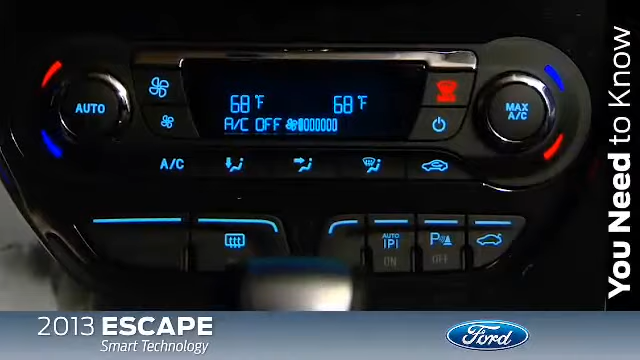 AUTO
68°F 68°F
A/C OFF
MAX
A/C
A/C
AUTO
P
ON
P
OFF
You Need to Know
2013 ESCAPE
Smart Technology
Ford